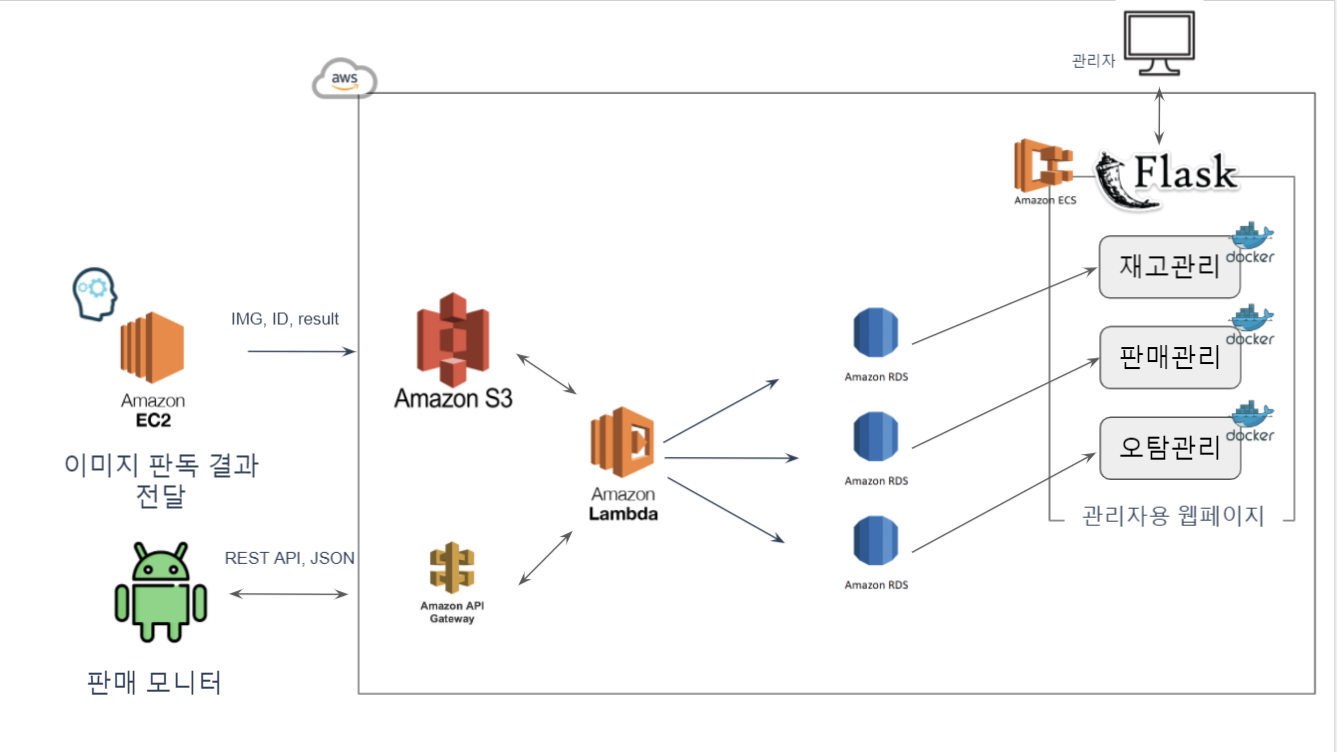 관리자
aws
Flask
Amazon ECS
docker
재고관리
IMG, ID, result
docker
판매관리
Amazon RDS
Amazon S3
Amazon
EC2
docker
오탐관리
이미지 판독 결과
전달
Amazon RDS
Amazon
Lambda
관리자용 웹페이지
REST API, JSON
Amazon RDS
Amazon API
Gateway
판매 모니터